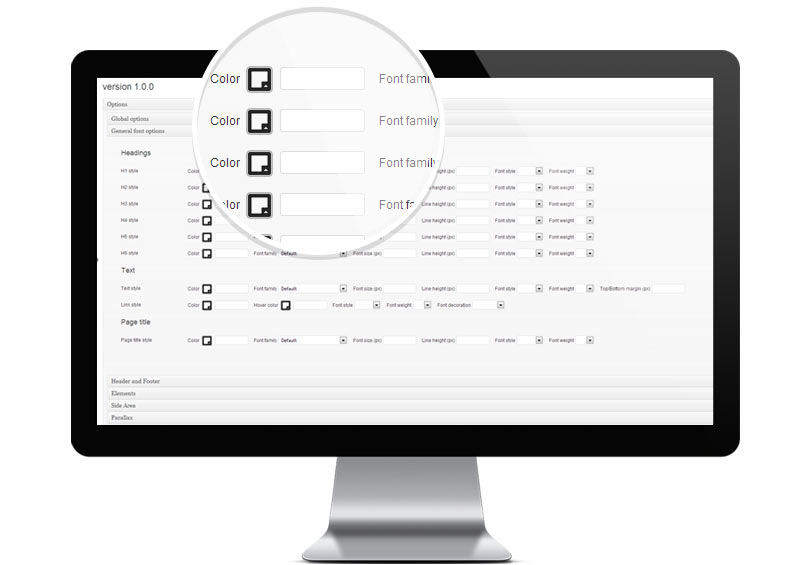 version 1.0.0
Options
Global options
General font options
Color Font fami
Color Font family
Color Font family
Color Font fa
Headings
H1 style Color ght (px) Font style Font weight
H2 style Color Line height (px) Font style Font weight
H3 style Color Line height (px) Font style Font weight
H4 style Color Line height (px) Font style Font weight
H5 style Color Line height (px) Font style Font weight
H6 style Color Font family Default Font size (px) Line height (px) Font style Font weight
Text
Text style Color Font family Default Font size (px) Line height (px) Font style Font weight Top/Bottom margin (px)
Link style Color Hover color Font style Font weight Font decoration
Page title
Page title style Color Font family Default Font size (px) Line height (px) Font style Font weight
Header and Footer
Elements
Side Area
Parallax